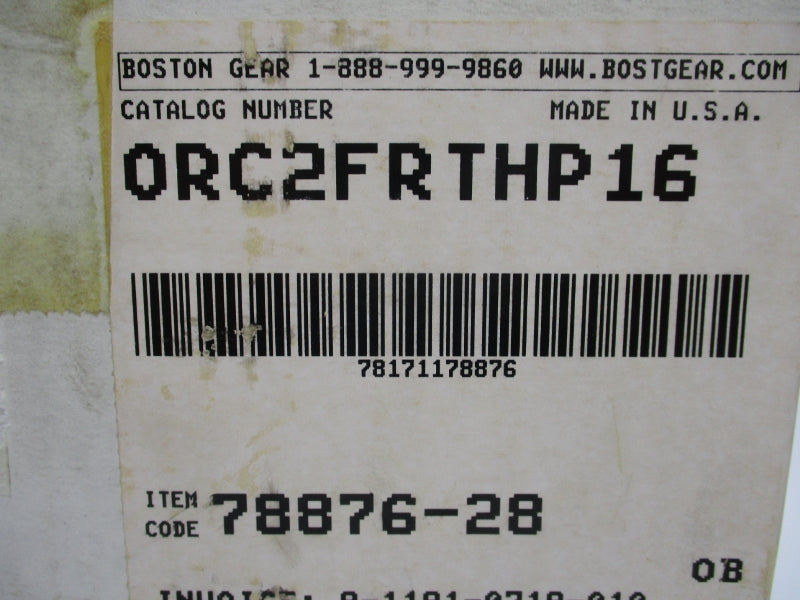 BOSTON GEAR 1-888-999-9860 WWW.BOSTGEAR.COM
CATALOG NUMBER MADE IN U.S.A.
ORC2FRTHP16
78171178876
ITEM CODE 78876-28
OB
INVOICE: